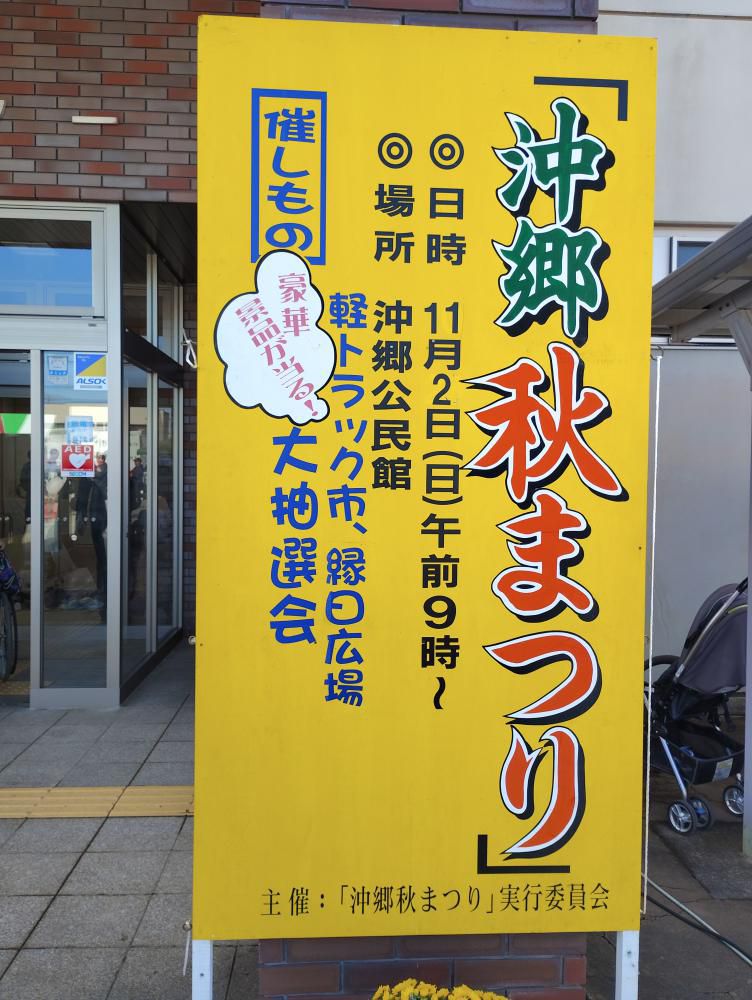 「沖郷秋まつり」
◎日時 11月2日(日)午前9時~
◎場所 沖郷公民館
催しもの
軽トラック市、縁日広場
豪華
景品が当る!
大抽選会
主催:「沖郷秋まつり」実行委員会
ALSOK
AED